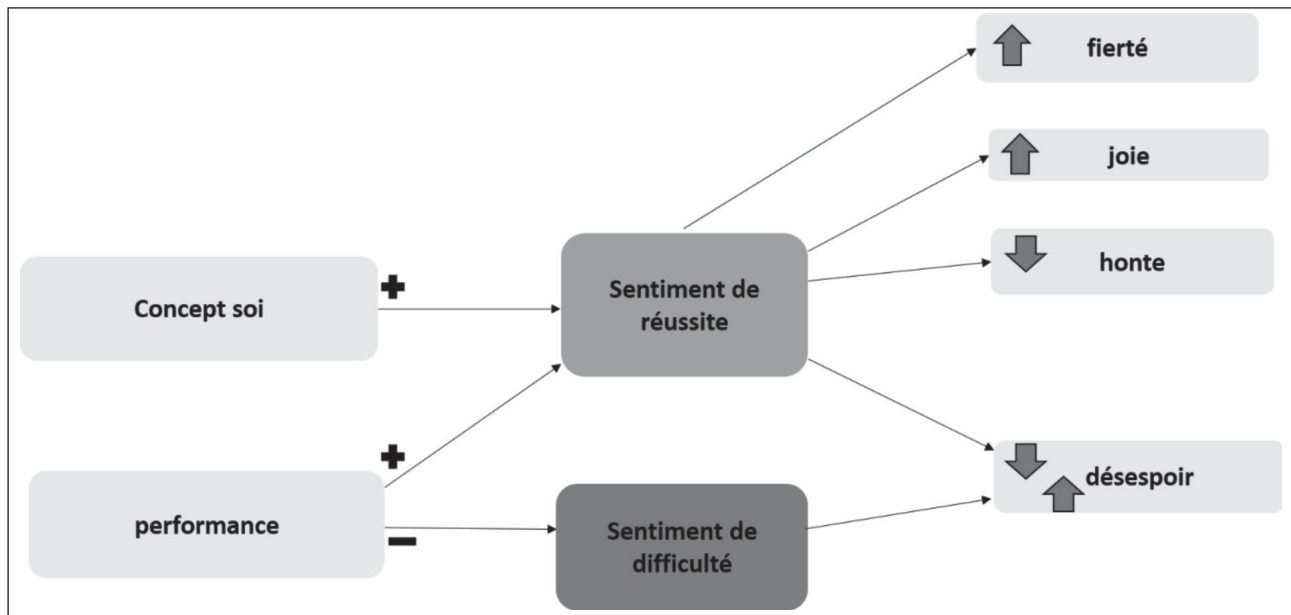 fierté
joie
honte
Concept soi
+
Sentiment de
réussite
+
performance
−
Sentiment de
difficulté
désespoir